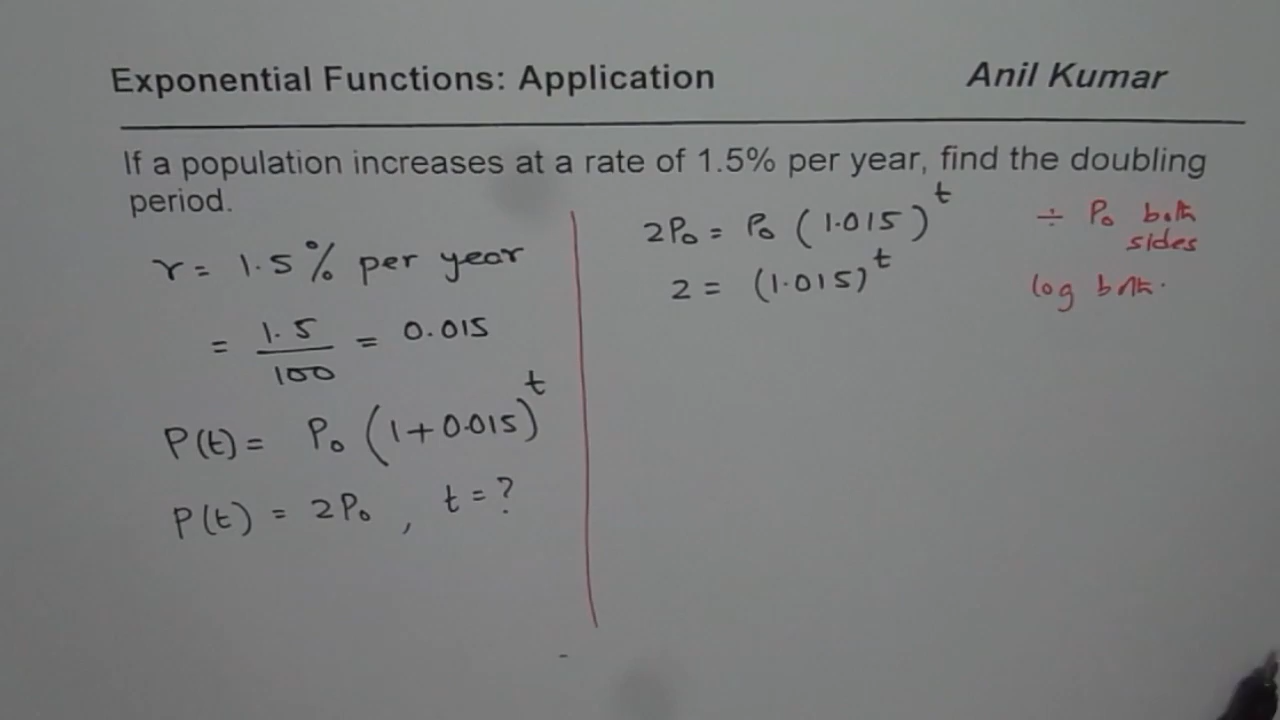 Exponential Functions: Application Anil Kumar
If a population increases at a rate of 1.5% per year, find the doubling
period.
r = 1.5% per year
= 1.5/100 = 0.015
P(t) = P₀ (1+0.015)^t
P(t) = 2P₀ , t = ?
2P₀ = P₀ (1.015)^t ÷ P₀ both
sides
2 = (1.015)^t log both.